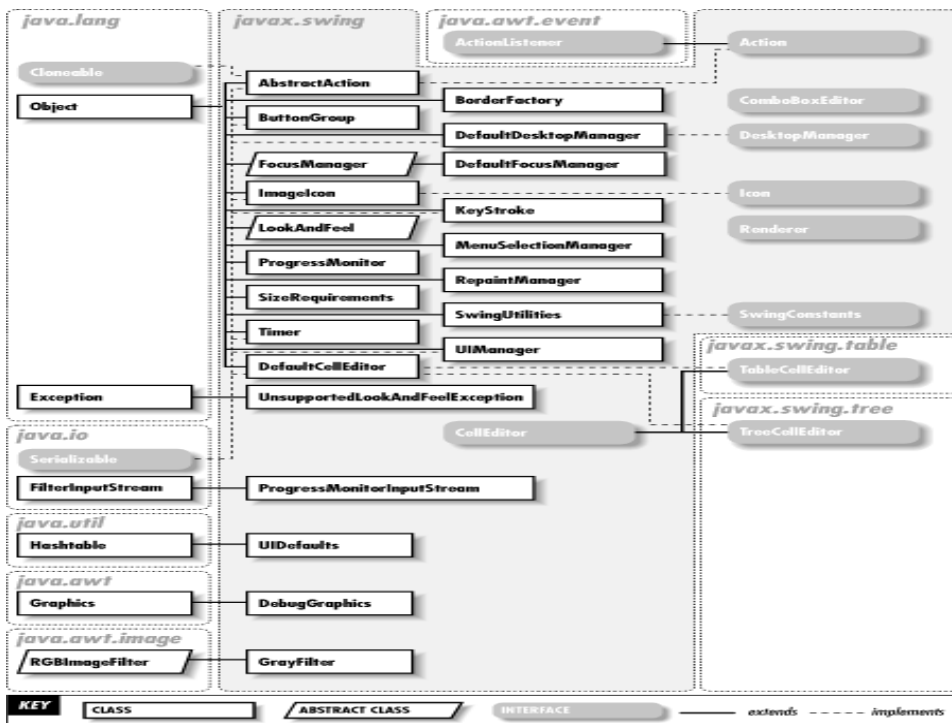 java.lang
javax.swing
java.awt.event
ActionListener
Action
Cloneable
AbstractAction
Object
BorderFactory
ComboBoxEditor
ButtonGroup
DefaultDesktopManager
DesktopManager
FocusManager
DefaultFocusManager
ImageIcon
Icon
KeyStroke
LookAndFeel
Renderer
MenuSelectionManager
ProgressMonitor
RepaintManager
SizeRequirements
SwingUtilities
SwingConstants
Timer
UIManager
javax.swing.table
DefaultCellEditor
TableCellEditor
Exception
UnsupportedLookAndFeelException
javax.swing.tree
java.io
CellEditor
TreeCellEditor
Serializable
FilterInputStream
ProgressMonitorInputStream
java.util
Hashtable
UIDefaults
java.awt
Graphics
DebugGraphics
java.awt.image
RGBImageFilter
GrayFilter
KEY
CLASS
ABSTRACT CLASS
INTERFACE
extends
implements